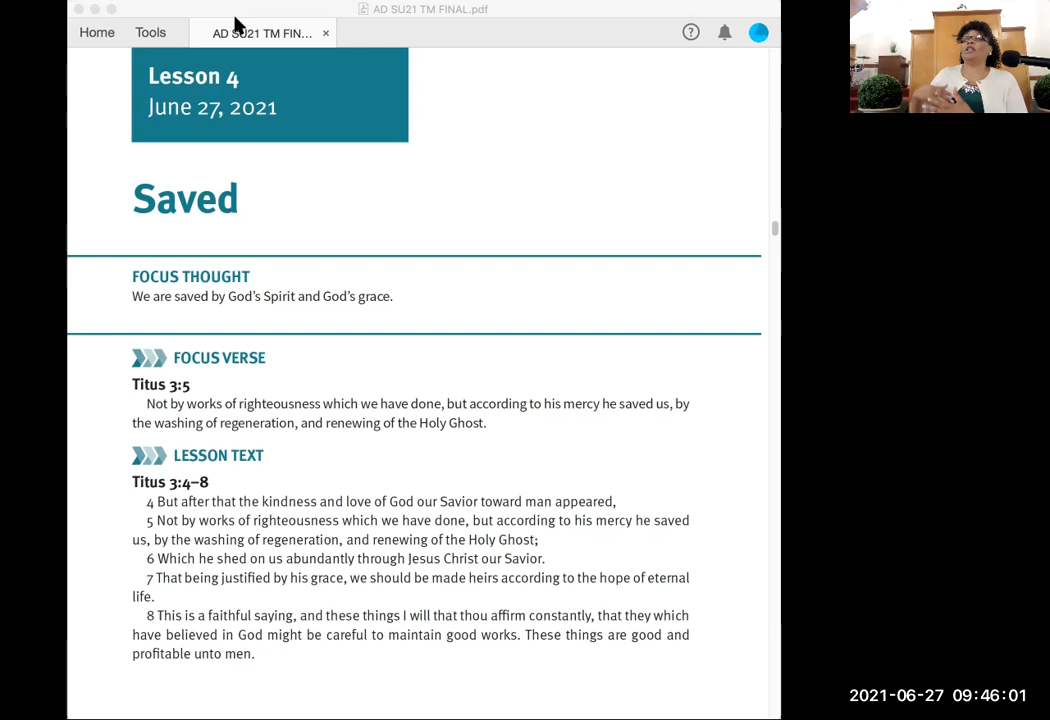 AD SU21 TM FINAL.pdf
Home Tools AD SU21 TM FIN... ×
Lesson 4
June 27, 2021
Saved
FOCUS THOUGHT
We are saved by God's Spirit and God's grace.
FOCUS VERSE
Titus 3:5
Not by works of righteousness which we have done, but according to his mercy he saved us, by
the washing of regeneration, and renewing of the Holy Ghost.
LESSON TEXT
Titus 3:4–8
4 But after that the kindness and love of God our Savior toward man appeared,
5 Not by works of righteousness which we have done, but according to his mercy he saved
us, by the washing of regeneration, and renewing of the Holy Ghost;
6 Which he shed on us abundantly through Jesus Christ our Savior.
7 That being justified by his grace, we should be made heirs according to the hope of eternal
life.
8 This is a faithful saying, and these things I will that thou affirm constantly, that they which
have believed in God might be careful to maintain good works. These things are good and
profitable unto men.
2021-06-27 09:46:01